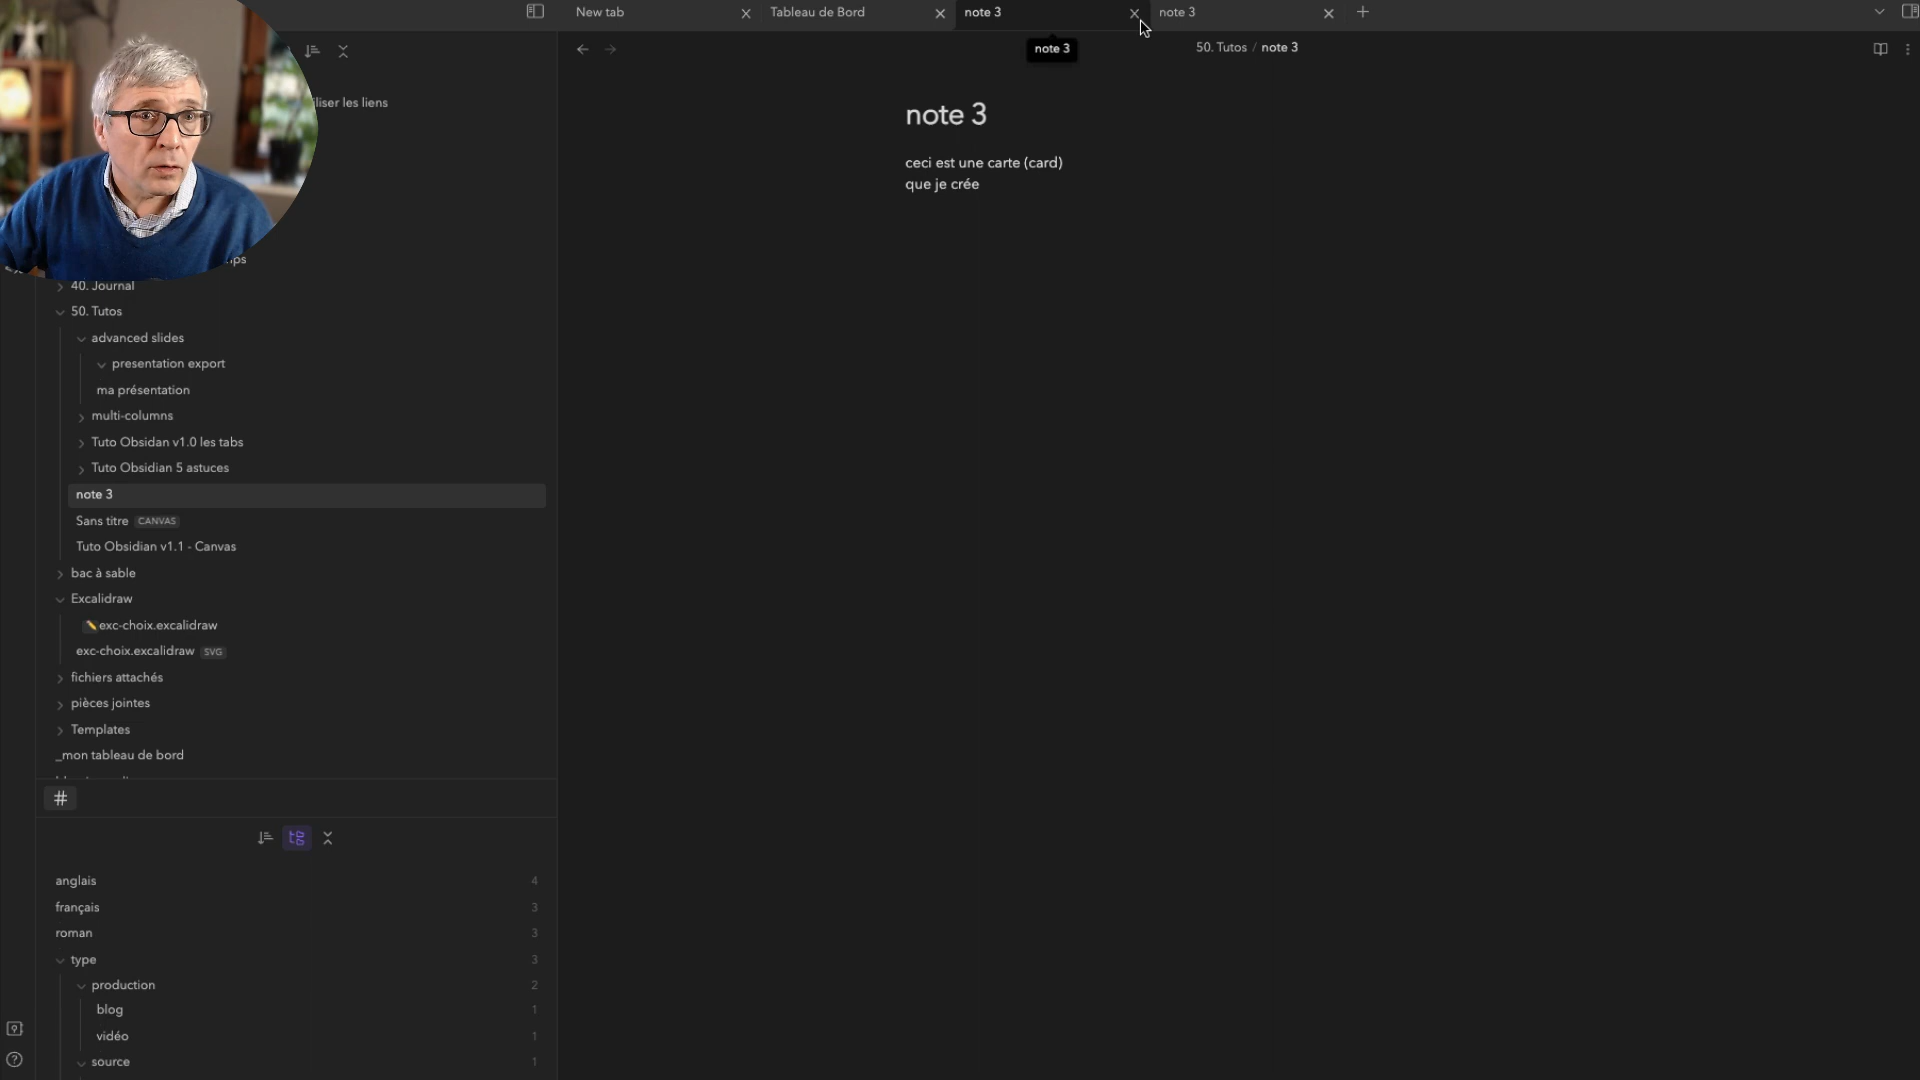 New tab
Tableau de Bord
note 3
note 3
note 3
50. Tutos / note 3
iliser les liens
note 3
ceci est une carte (card)
que je crée
40. Journal
50. Tutos
advanced slides
presentation export
ma présentation
multi-columns
Tuto Obsidan v1.0 les tabs
Tuto Obsidian 5 astuces
note 3
Sans titre CANVAS
Tuto Obsidian v1.1 - Canvas
bac à sable
Excalidraw
exc-choix.excalidraw
exc-choix.excalidraw SVG
fichiers attachés
pièces jointes
Templates
_mon tableau de bord
#
anglais 4
français 3
roman 3
type 3
production 2
blog 1
vidéo 1
source 1